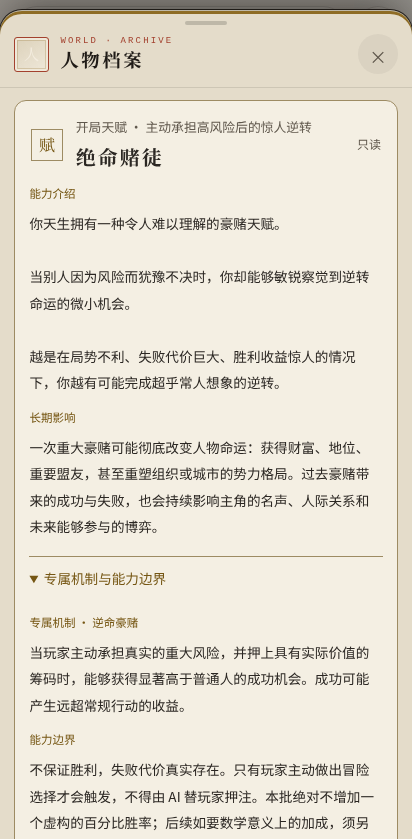 人
WORLD · ARCHIVE
人物档案
赋
开局天赋 · 主动承担高风险后的惊人逆转
绝命赌徒
只读
能力介绍
你天生拥有一种令人难以理解的豪赌天赋。
当别人因为风险而犹豫不决时，你却能够敏锐察觉到逆转
命运的微小机会。
越是在局势不利、失败代价巨大、胜利收益惊人的情况
下，你越有可能完成超乎常人想象的逆转。
长期影响
一次重大豪赌可能彻底改变人物命运：获得财富、地位、
重要盟友，甚至重塑组织或城市的势力格局。过去豪赌带
来的成功与失败，也会持续影响主角的名声、人际关系和
未来能够参与的博弈。
▼ 专属机制与能力边界
专属机制 · 逆命豪赌
当玩家主动承担真实的重大风险，并押上具有实际价值的
筹码时，能够获得显著高于普通人的成功机会。成功可能
产生远超常规行动的收益。
能力边界
不保证胜利，失败代价真实存在。只有玩家主动做出冒险
选择才会触发，不得由 AI 替玩家押注。本批绝对不增加一
个虚构的百分比胜率；后续如要数学意义上的加成，须另